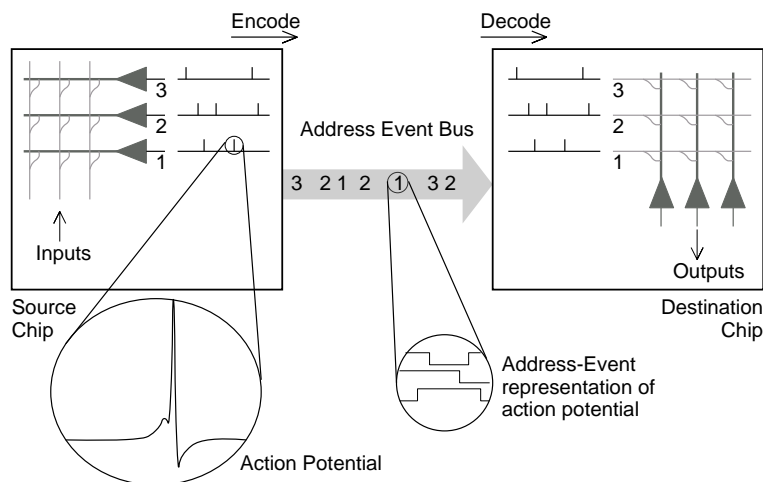 Encode
Decode
3
2
1
Inputs
Source
Chip
Address Event Bus
3 2 1 2 1 3 2
3
2
1
Outputs
Destination
Chip
Action Potential
Address-Event
representation of
action potential